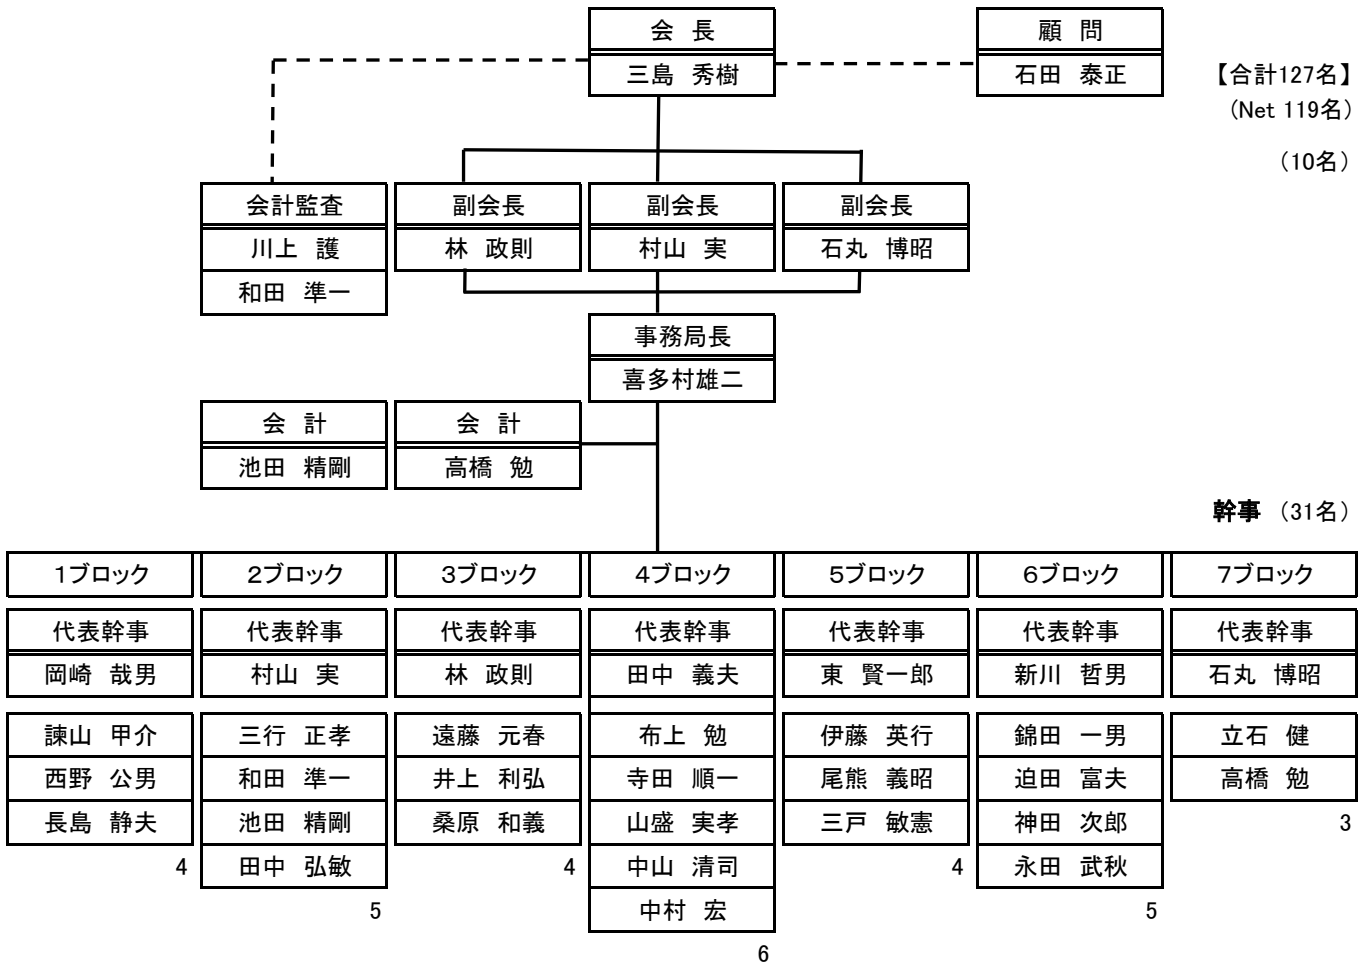 会 長
三島 秀樹
顧 問
石田 泰正
【合計127名】
(Net 119名)
(10名)
会計監査
川上 護
和田 準一
副会長
林 政則
副会長
村山 実
副会長
石丸 博昭
事務局長
喜多村雄二
会 計
池田 精剛
会 計
高橋 勉
幹事 (31名)
1ブロック
代表幹事
岡崎 哉男
諫山 甲介
西野 公男
長島 静夫
4
2ブロック
代表幹事
村山 実
三行 正孝
和田 準一
池田 精剛
田中 弘敏
5
3ブロック
代表幹事
林 政則
遠藤 元春
井上 利弘
桑原 和義
4
4ブロック
代表幹事
田中 義夫
布上 勉
寺田 順一
山盛 実孝
中山 清司
中村 宏
6
5ブロック
代表幹事
東 賢一郎
伊藤 英行
尾熊 義昭
三戸 敏憲
4
6ブロック
代表幹事
新川 哲男
錦田 一男
迫田 富夫
神田 次郎
永田 武秋
5
7ブロック
代表幹事
石丸 博昭
立石 健
高橋 勉
3